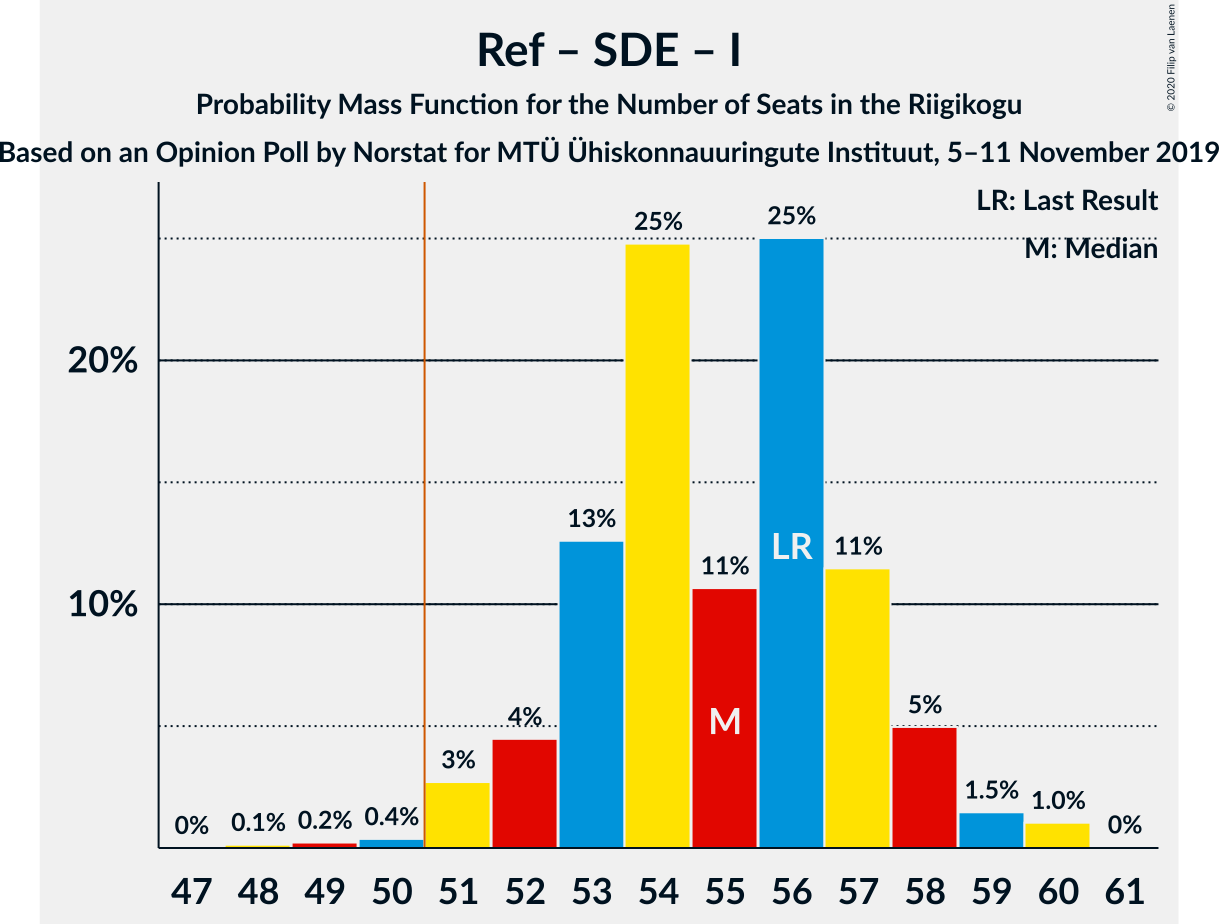 Ref – SDE – I
Probability Mass Function for the Number of Seats in the Riigikogu
Based on an Opinion Poll by Norstat for MTÜ Ühiskonnauuringute Instituut, 5–11 November 2019
© 2020 Filip van Laenen
LR: Last Result
M: Median
25%
25%
20%
13%
11%
11%
LR
10%
M
5%
4%
3%
1.5%
1.0%
0%
0.1%
0.2%
0.4%
0%
47 48 49 50 51 52 53 54 55 56 57 58 59 60 61